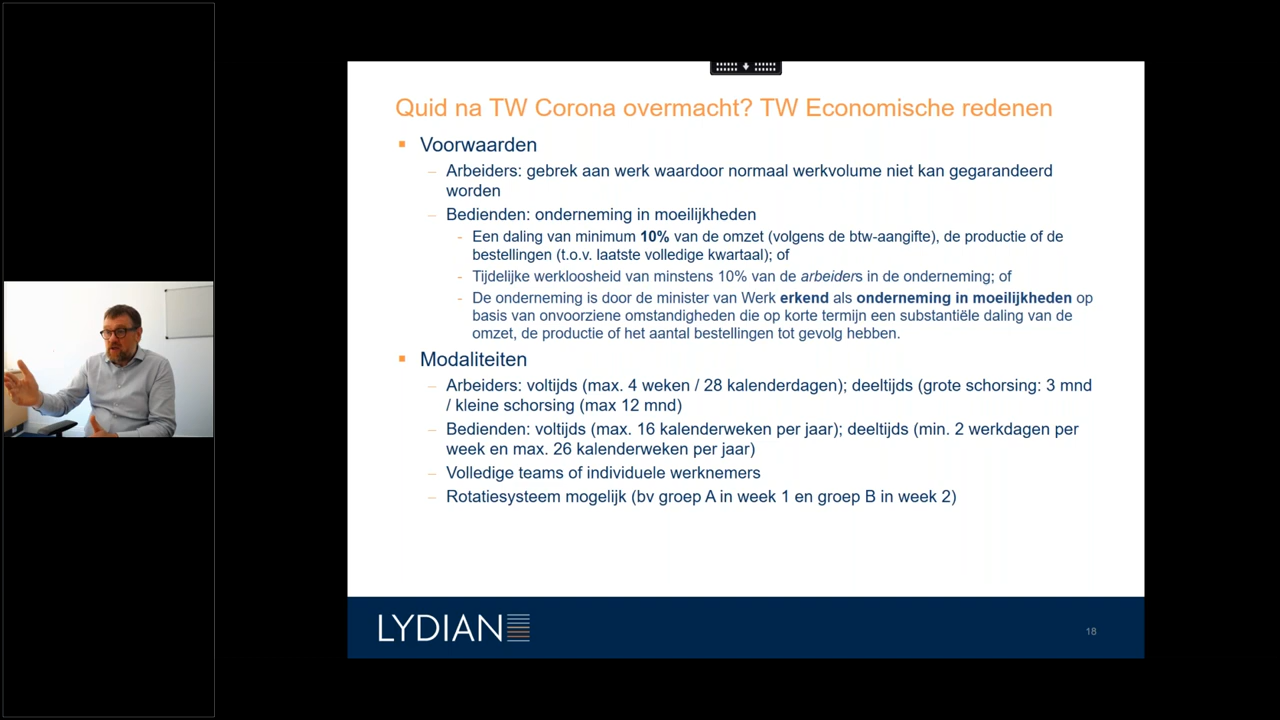 Quid na TW Corona overmacht? TW Economische redenen
▪ Voorwaarden
– Arbeiders: gebrek aan werk waardoor normaal werkvolume niet kan gegarandeerd
worden
– Bedienden: onderneming in moeilijkheden
- Een daling van minimum 10% van de omzet (volgens de btw-aangifte), de productie of de
bestellingen (t.o.v. laatste volledige kwartaal); of
- Tijdelijke werkloosheid van minstens 10% van de arbeiders in de onderneming; of
- De onderneming is door de minister van Werk erkend als onderneming in moeilijkheden op
basis van onvoorziene omstandigheden die op korte termijn een substantiële daling van de
omzet, de productie of het aantal bestellingen tot gevolg hebben.
▪ Modaliteiten
– Arbeiders: voltijds (max. 4 weken / 28 kalenderdagen); deeltijds (grote schorsing: 3 mnd
/ kleine schorsing (max 12 mnd)
– Bedienden: voltijds (max. 16 kalenderweken per jaar); deeltijds (min. 2 werkdagen per
week en max. 26 kalenderweken per jaar)
– Volledige teams of individuele werknemers
– Rotatiesysteem mogelijk (bv groep A in week 1 en groep B in week 2)
LYDIAN
18